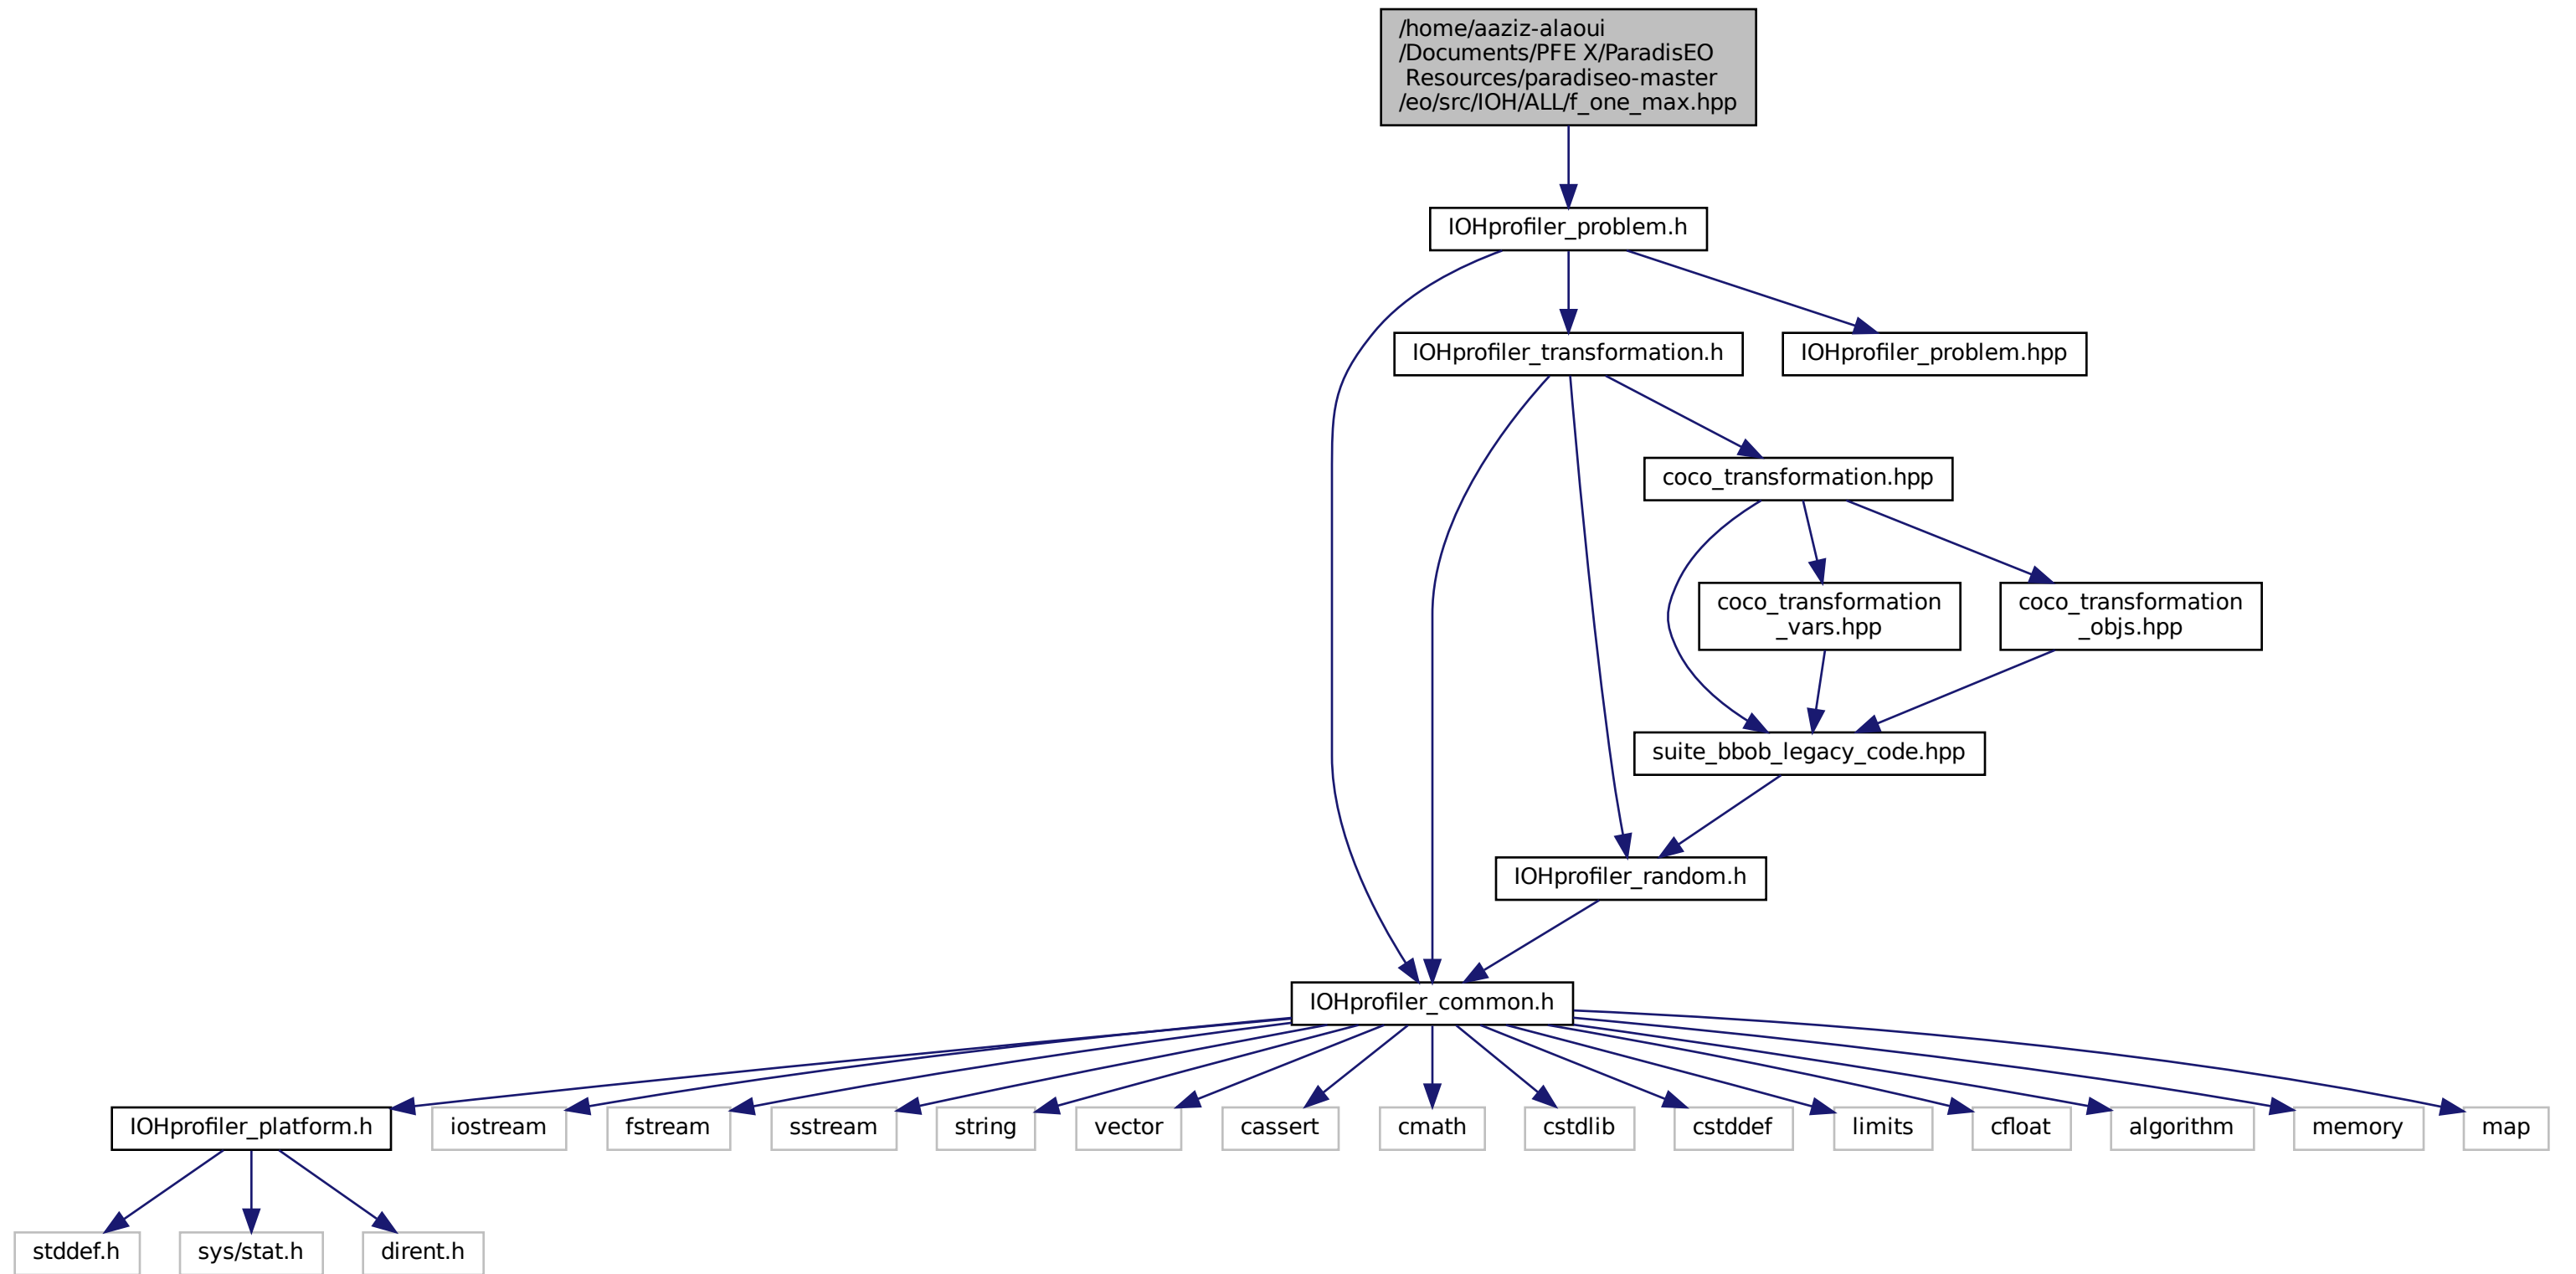 /home/aaziz-alaoui
/Documents/PFE X/ParadisEO
Resources/paradiseo-master
/eo/src/IOH/ALL/f_one_max.hpp
IOHprofiler_problem.h
IOHprofiler_transformation.h
IOHprofiler_problem.hpp
coco_transformation.hpp
coco_transformation
_vars.hpp
coco_transformation
_objs.hpp
suite_bbob_legacy_code.hpp
IOHprofiler_random.h
IOHprofiler_common.h
IOHprofiler_platform.h
iostream
fstream
sstream
string
vector
cassert
cmath
cstdlib
cstddef
limits
cfloat
algorithm
memory
map
stddef.h
sys/stat.h
dirent.h